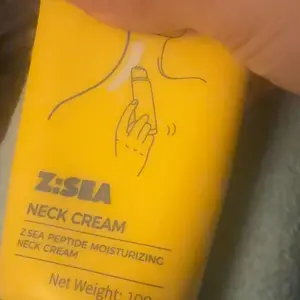 Z:SEA
NECK CREAM
Z.SEA PEPTIDE MOISTURIZING
NECK CREAM
Net Weight: